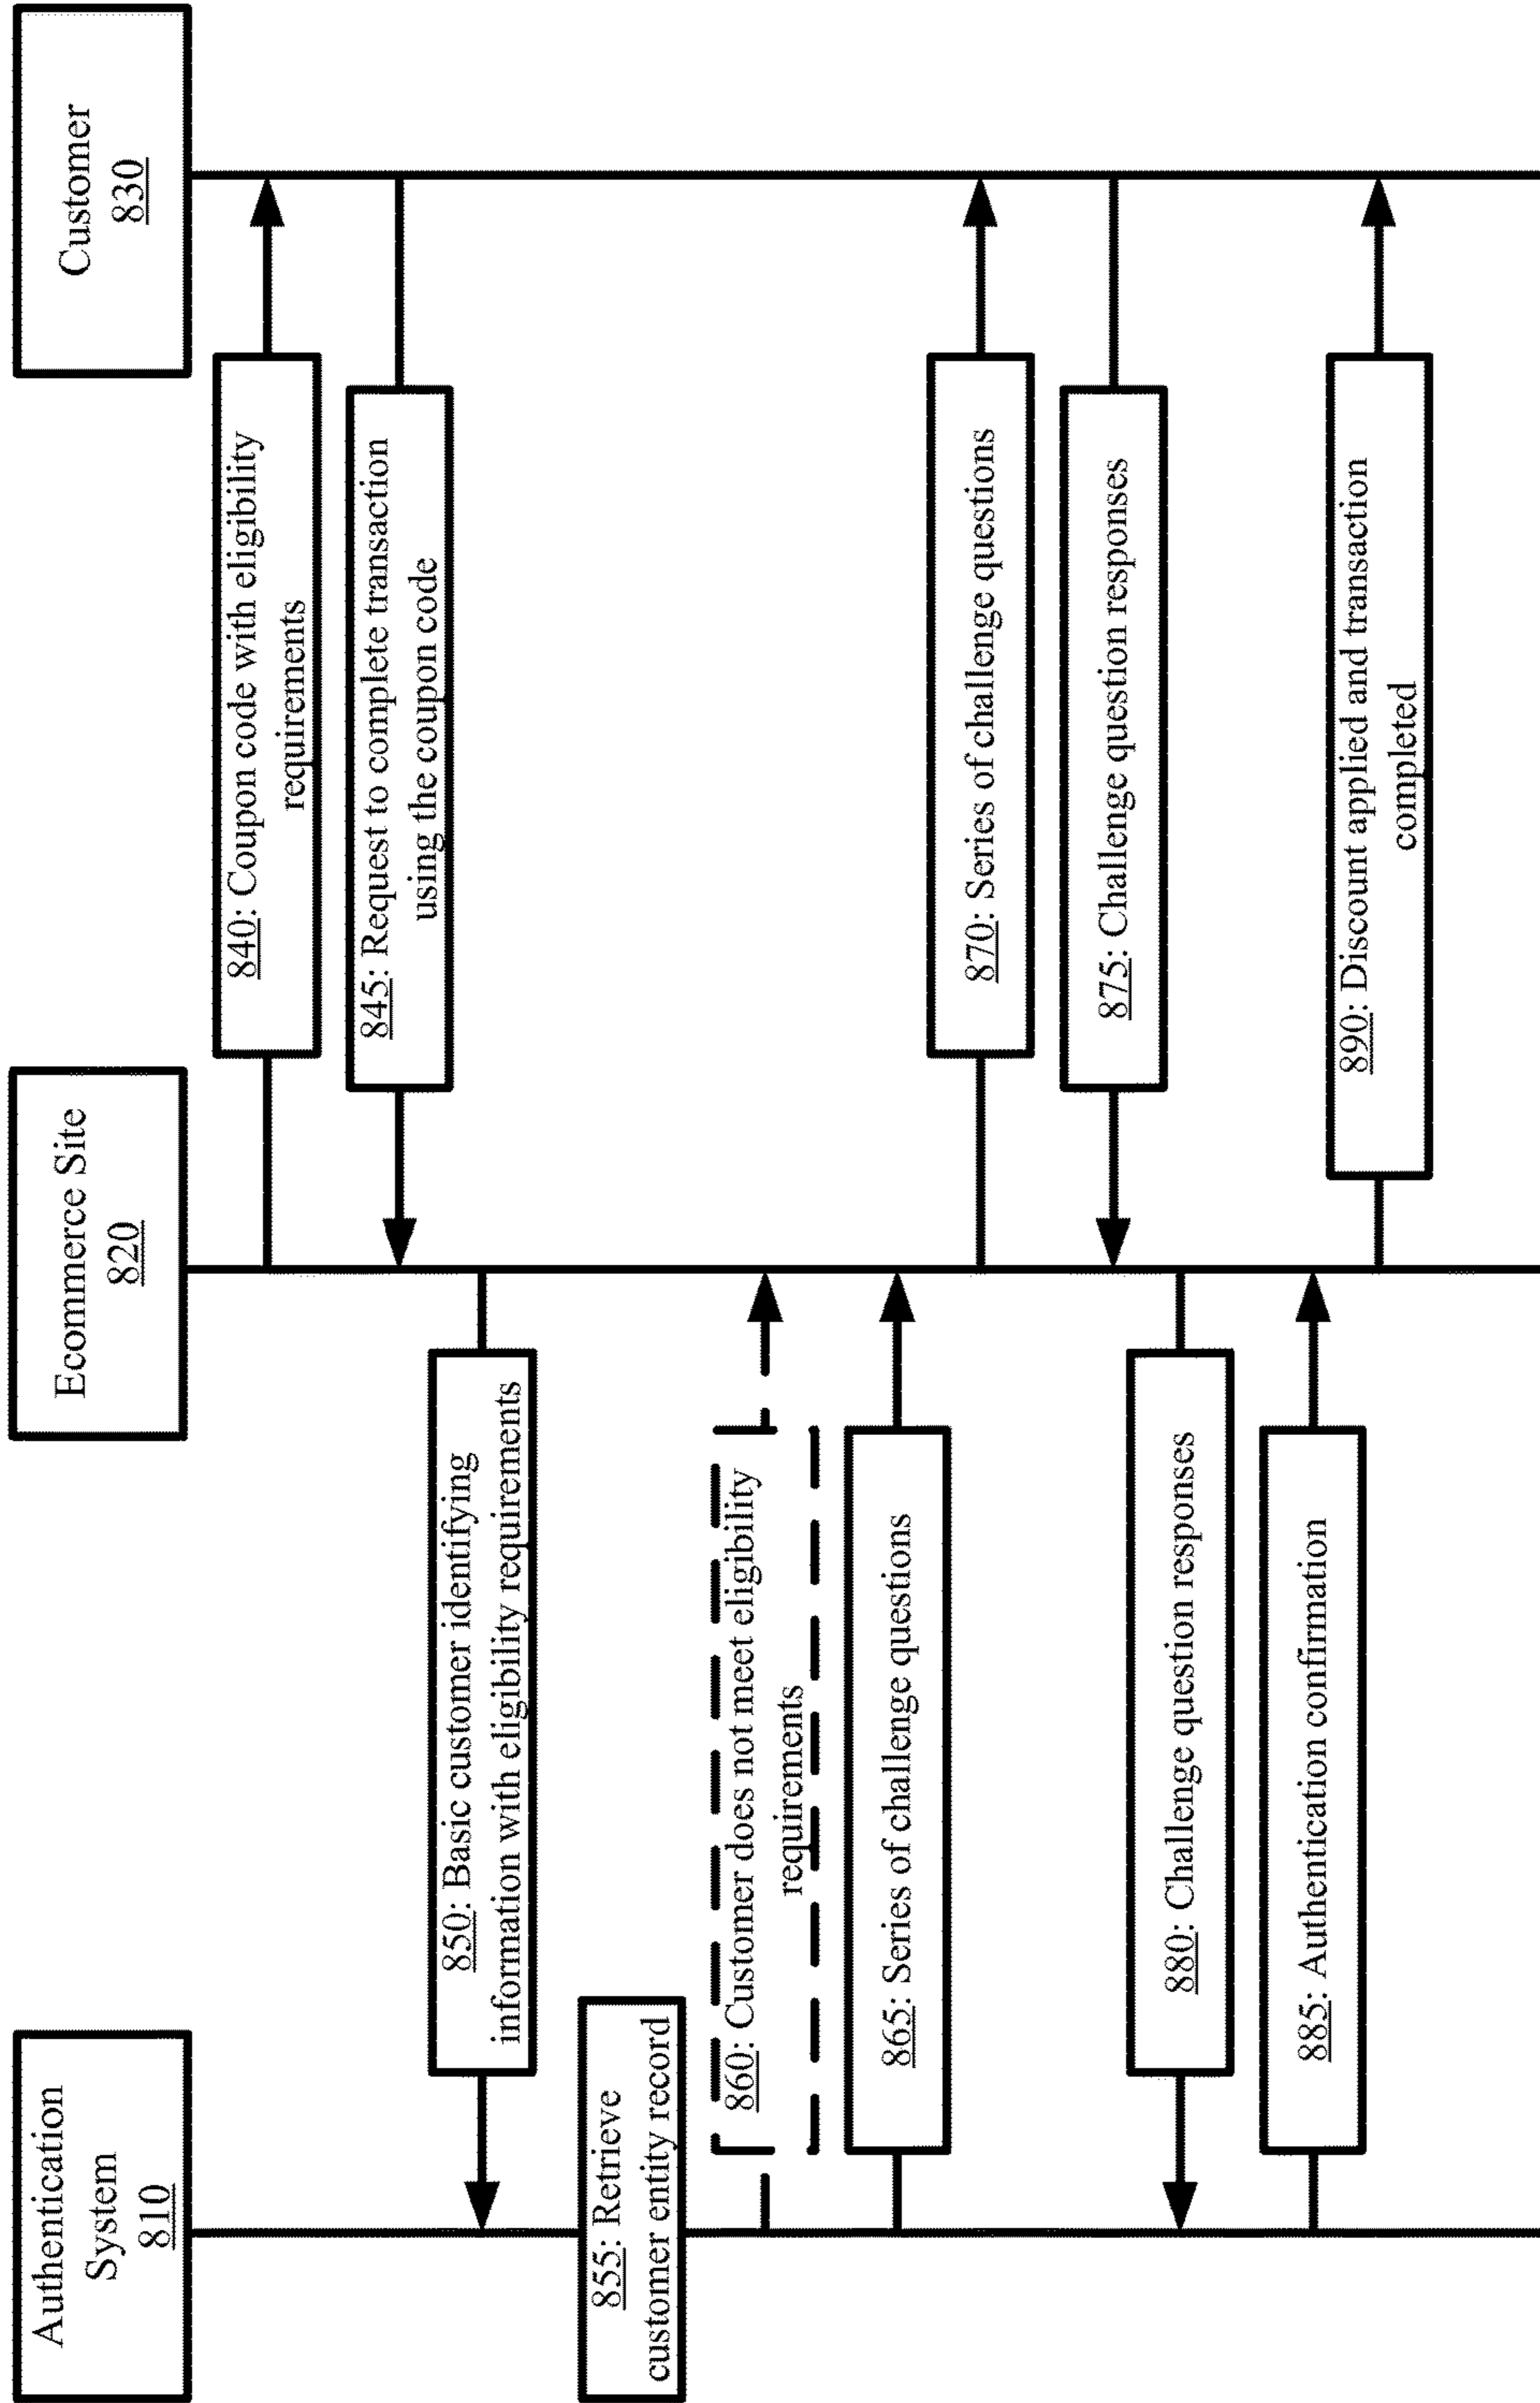 Authentication
System
810
Ecommerce Site
820
Customer
830
840: Coupon code with eligibility
requirements
845: Request to complete transaction
using the coupon code
850: Basic customer identifying
information with eligibility requirements
855: Retrieve
customer entity record
860: Customer does not meet eligibility
requirements
865: Series of challenge questions
870: Series of challenge questions
875: Challenge question responses
880: Challenge question responses
885: Authentication confirmation
890: Discount applied and transaction
completed